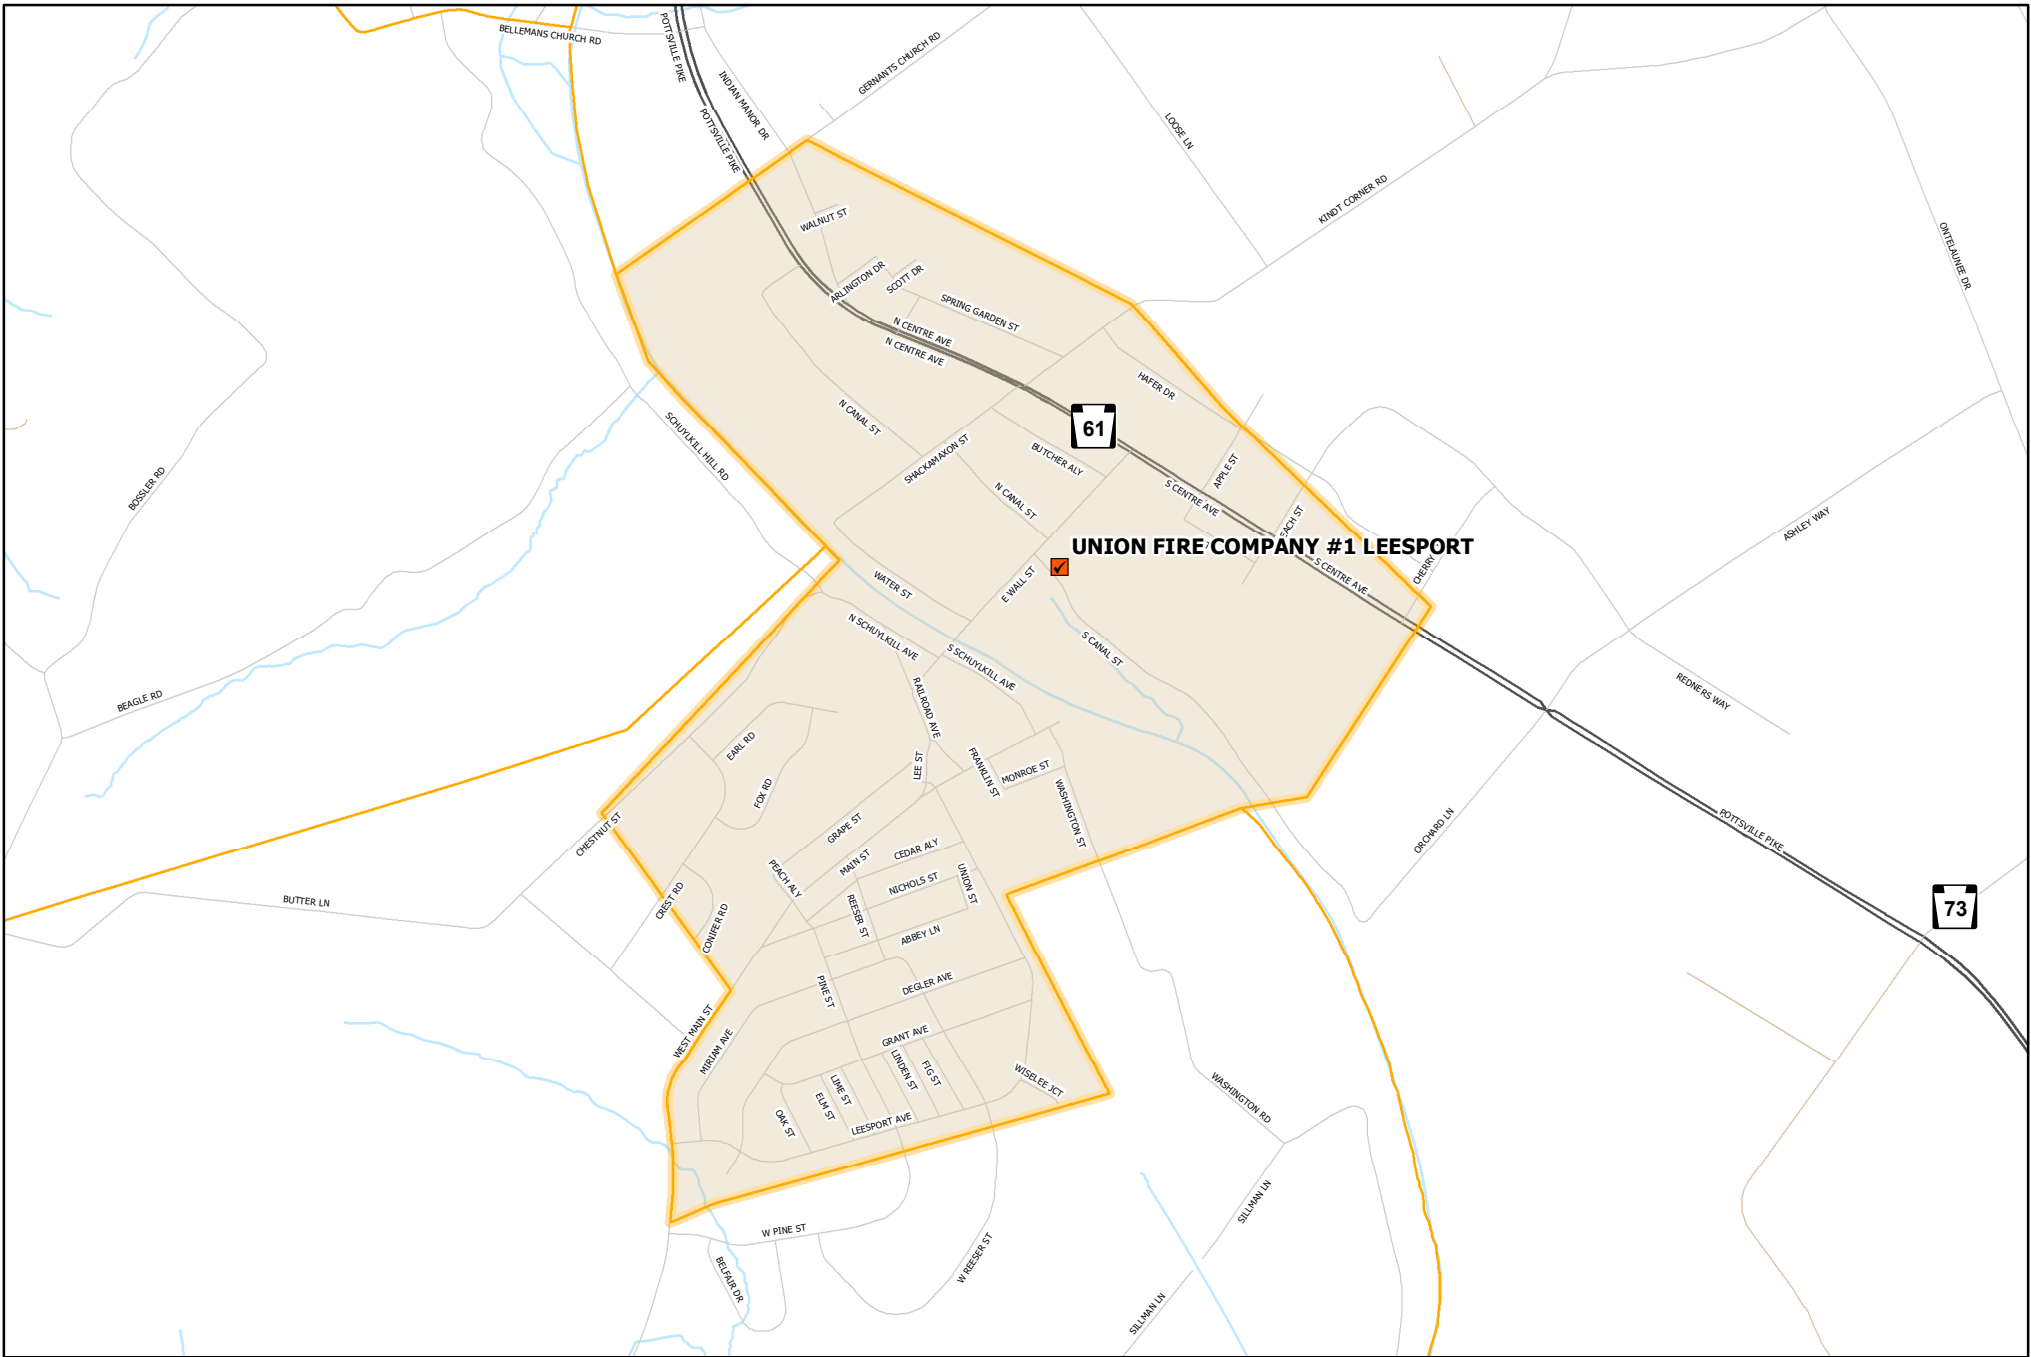 BELLEMANS CHURCH RD
POTTSVILLE PIKE
GERNANTS CHURCH RD
INDIAN MANOR DR
POTTSVILLE PIKE
LOOSE LN
KINDT CORNER RD
WALNUT ST
ONTELAUNEE DR
ARLINGTON DR
SCOTT DR
SPRING GARDEN ST
N CENTRE AVE
N CENTRE AVE
HAFER DR
N CANAL ST
61
SCHUYLKILL HILL RD
SHACKAMAXON ST
BUTCHER ALY
APPLE ST
BOSSLER RD
N CANAL ST
S CENTRE AVE
ASHLEY WAY
UNION FIRE COMPANY #1 LEESPORT
S CENTRE AVE
CHERRY
WATER ST
E WALL ST
N SCHUYLKILL AVE
S SCHUYLKILL AVE
S CANAL ST
BEAGLE RD
RAILROAD AVE
REDNERS WAY
EARL RD
LEE ST
FRANKLIN ST
MONROE ST
FOX RD
WASHINGTON ST
CHESTNUT ST
GRAPE ST
ORCHARD LN
POTTSVILLE PIKE
MAIN ST
CEDAR ALY
PEACH ALY
NICHOLS ST
UNION ST
BUTTER LN
CREST RD
REESER ST
73
CONIFER RD
ABBEY LN
PINE ST
DEGLER AVE
WEST MAIN ST
MIRIAM AVE
GRANT AVE
LINDEN ST
FIG ST
WISELEE JCT
LIME ST
ELM ST
OAK ST
LEESPORT AVE
WASHINGTON RD
SILLMAN LN
W PINE ST
W REESER ST
BELFAIR DR
SILLMAN LN